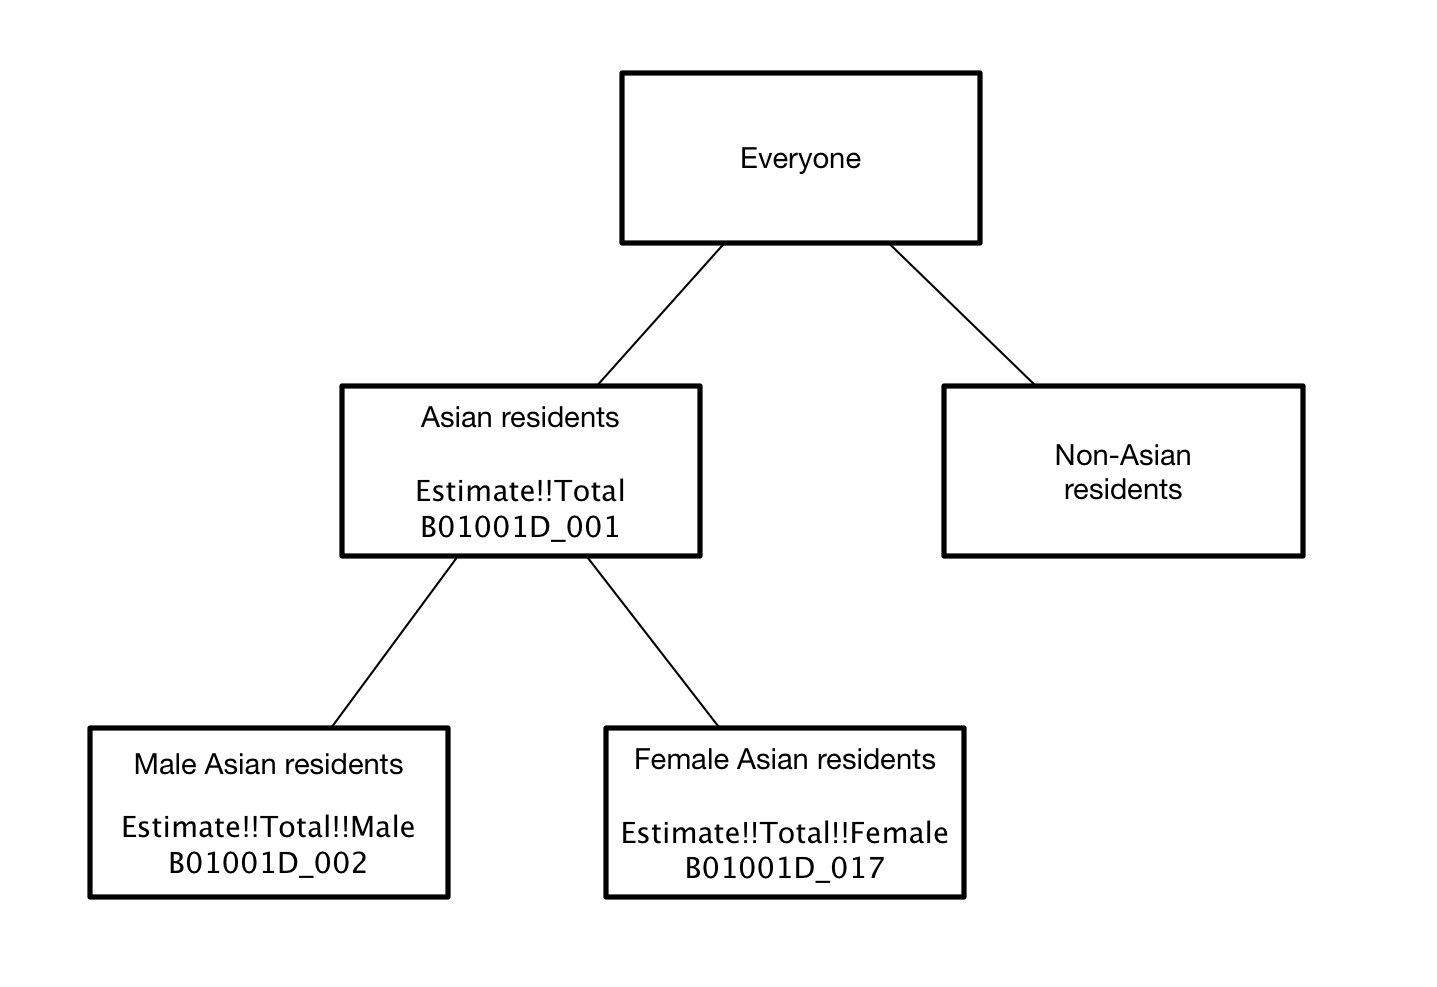 Everyone
Asian residents
Estimate!!Total
B01001D_001
Non-Asian
residents
Male Asian residents
Estimate!!Total!!Male
B01001D_002
Female Asian residents
Estimate!!Total!!Female
B01001D_017